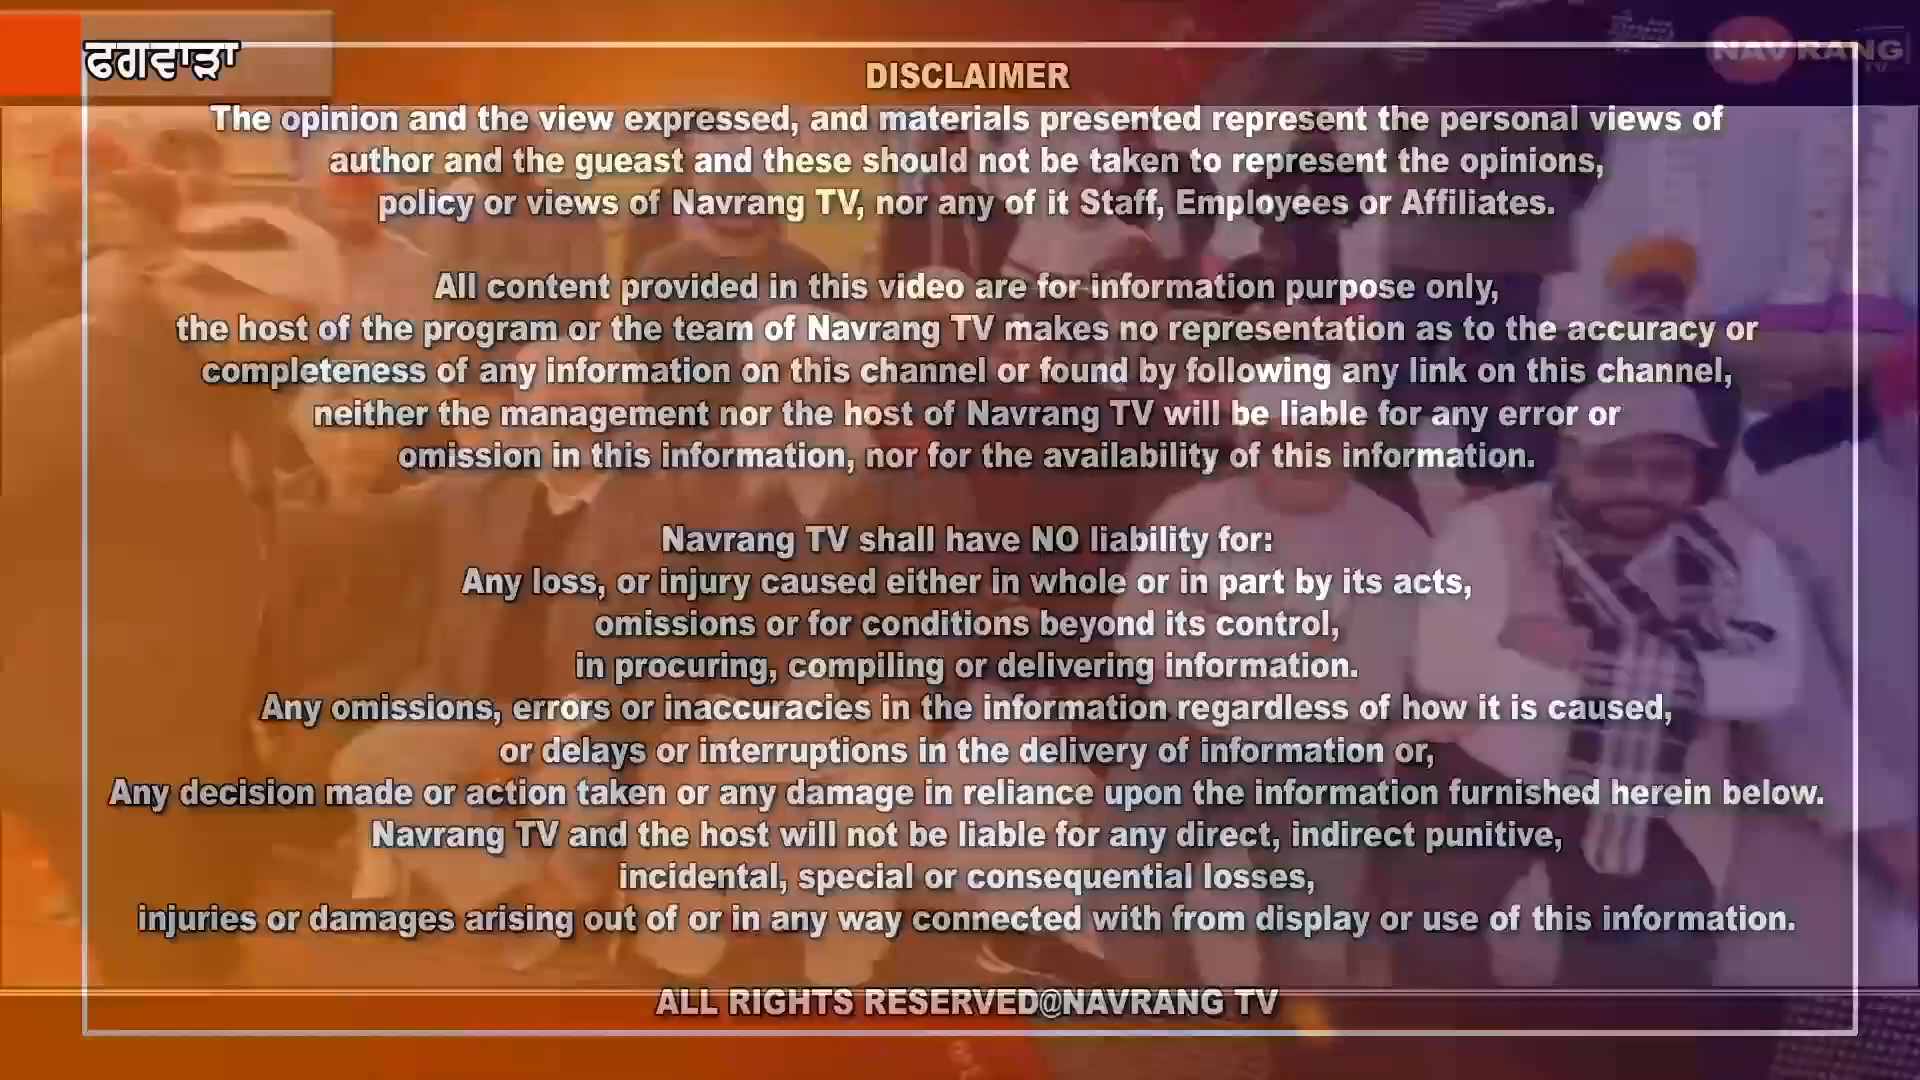 ਫਗਵਾੜਾ
NAVRANG
TV
DISCLAIMER
The opinion and the view expressed, and materials presented represent the personal views of
author and the gueast and these should not be taken to represent the opinions,
policy or views of Navrang TV, nor any of it Staff, Employees or Affiliates.
All content provided in this video are for information purpose only,
the host of the program or the team of Navrang TV makes no representation as to the accuracy or
completeness of any information on this channel or found by following any link on this channel,
neither the management nor the host of Navrang TV will be liable for any error or
omission in this information, nor for the availability of this information.
Navrang TV shall have NO liability for:
Any loss, or injury caused either in whole or in part by its acts,
omissions or for conditions beyond its control,
in procuring, compiling or delivering information.
Any omissions, errors or inaccuracies in the information regardless of how it is caused,
or delays or interruptions in the delivery of information or,
Any decision made or action taken or any damage in reliance upon the information furnished herein below.
Navrang TV and the host will not be liable for any direct, indirect punitive,
incidental, special or consequential losses,
injuries or damages arising out of or in any way connected with from display or use of this information.
ALL RIGHTS RESERVED@NAVRANG TV